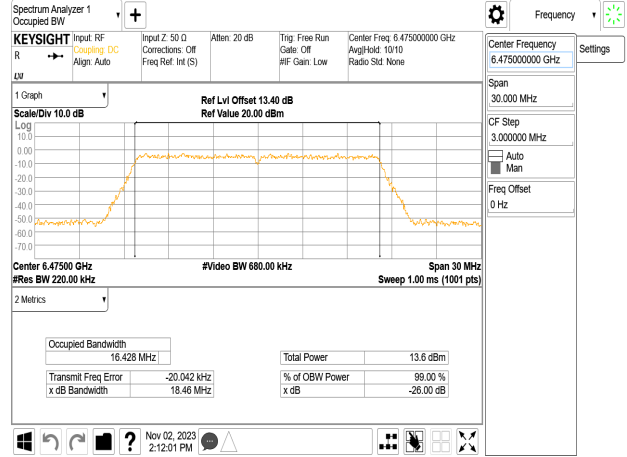 Spectrum Analyzer 1
Occupied BW
Frequency
KEYSIGHT
R
Input: RF
Coupling: DC
Align: Auto
Input Z: 50 Ω
Corrections: Off
Freq Ref: Int (S)
Atten: 20 dB
Trig: Free Run
Gate: Off
#IF Gain: Low
Center Freq: 6.475000000 GHz
Avg|Hold: 10/10
Radio Std: None
Center Frequency
6.475000000 GHz
Settings
Span
30.000 MHz
CF Step
3.000000 MHz
Auto
Man
Freq Offset
0 Hz
1 Graph
Scale/Div 10.0 dB
Ref Lvl Offset 13.40 dB
Ref Value 20.00 dBm
Log
10.0
0.00
-10.0
-20.0
-30.0
-40.0
-50.0
-60.0
-70.0
Center 6.47500 GHz
#Video BW 680.00 kHz
Span 30 MHz
#Res BW 220.00 kHz
Sweep 1.00 ms (1001 pts)
2 Metrics
Occupied Bandwidth
16.428 MHz
Total Power 13.6 dBm
Transmit Freq Error -20.042 kHz
% of OBW Power 99.00 %
x dB Bandwidth 18.46 MHz
x dB -26.00 dB
?
Nov 02, 2023
2:12:01 PM